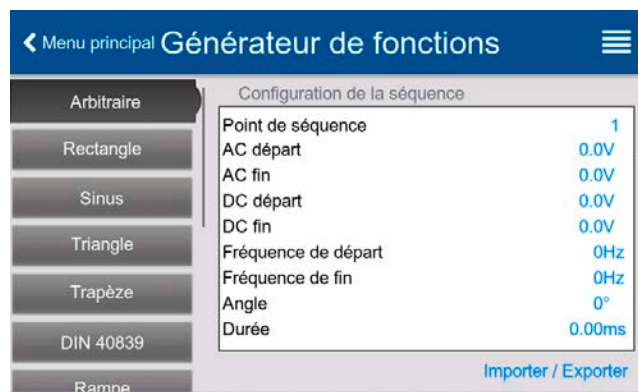 Menu principal Générateur de fonctions
Arbitraire
Rectangle
Sinus
Triangle
Trapèze
DIN 40839
Rampe
Configuration de la séquence
Point de séquence 1
AC départ 0.0V
AC fin 0.0V
DC départ 0.0V
DC fin 0.0V
Fréquence de départ 0Hz
Fréquence de fin 0Hz
Angle 0°
Durée 0.00ms
Importer / Exporter